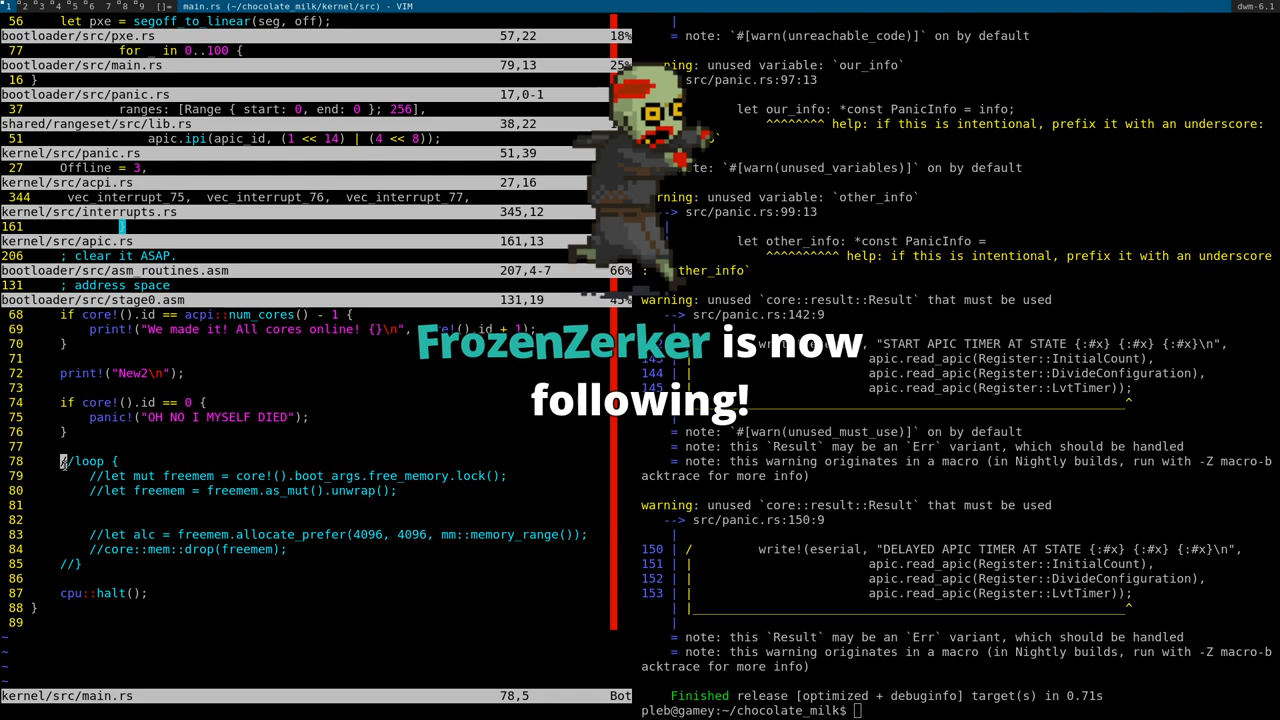 1 2 3 4 5 6 7 8 9 []= main.rs (~/chocolate_milk/kernel/src) - VIM dwm-6.1
56 let pxe = segoff_to_linear(seg, off);
bootloader/src/pxe.rs 57,22 18%
77 for _ in 0..100 {
bootloader/src/main.rs 79,13 25%
16 }
bootloader/src/panic.rs 17,0-1
37 ranges: [Range { start: 0, end: 0 }; 256],
shared/rangeset/src/lib.rs 38,22
51 apic.ipi(apic_id, (1 << 14) | (4 << 8));
kernel/src/panic.rs 51,39
27 Offline = 3,
kernel/src/acpi.rs 27,16
344 vec_interrupt_75, vec_interrupt_76, vec_interrupt_77,
kernel/src/interrupts.rs 345,12
161 }
kernel/src/apic.rs 161,13
206 ; clear it ASAP.
bootloader/src/asm_routines.asm 207,4-7 66%
131 ; address space
bootloader/src/stage0.asm 131,19 45%
68 if core!().id == acpi::num_cores() - 1 {
69 print!("We made it! All cores online! {}\n", core!().id + 1);
70 }
71
72 print!("New2\n");
73
74 if core!().id == 0 {
75 panic!("OH NO I MYSELF DIED");
76 }
77
78 //loop {
79 //let mut freemem = core!().boot_args.free_memory.lock();
80 //let freemem = freemem.as_mut().unwrap();
81
82
83 //let alc = freemem.allocate_prefer(4096, 4096, mm::memory_range());
84 //core::mem::drop(freemem);
85 //}
86
87 cpu::halt();
88 }
89
~
~
~
~
kernel/src/main.rs 78,5 Bot
|
= note: `#[warn(unreachable_code)]` on by default
warning: unused variable: `our_info`
src/panic.rs:97:13
let our_info: *const PanicInfo = info;
^^^^^^^^ help: if this is intentional, prefix it with an underscore:
note: `#[warn(unused_variables)]` on by default
warning: unused variable: `other_info`
--> src/panic.rs:99:13
|
let other_info: *const PanicInfo =
^^^^^^^^^^ help: if this is intentional, prefix it with an underscore
: ther_info`
warning: unused `core::result::Result` that must be used
--> src/panic.rs:142:9
|
"START APIC TIMER AT STATE {:#x} {:#x} {:#x}\n",
143 | apic.read_apic(Register::InitialCount),
144 | | apic.read_apic(Register::DivideConfiguration),
145 | apic.read_apic(Register::LvtTimer));
|_^
= note: `#[warn(unused_must_use)]` on by default
= note: this `Result` may be an `Err` variant, which should be handled
= note: this warning originates in a macro (in Nightly builds, run with -Z macro-b
acktrace for more info)
warning: unused `core::result::Result` that must be used
--> src/panic.rs:150:9
|
150 | / write!(eserial, "DELAYED APIC TIMER AT STATE {:#x} {:#x} {:#x}\n",
151 | | apic.read_apic(Register::InitialCount),
152 | | apic.read_apic(Register::DivideConfiguration),
153 | | apic.read_apic(Register::LvtTimer));
| |_^
|
= note: this `Result` may be an `Err` variant, which should be handled
= note: this warning originates in a macro (in Nightly builds, run with -Z macro-b
acktrace for more info)
Finished release [optimized + debuginfo] target(s) in 0.71s
pleb@gamey:~/chocolate_milk$
FrozenZerker is now
following!